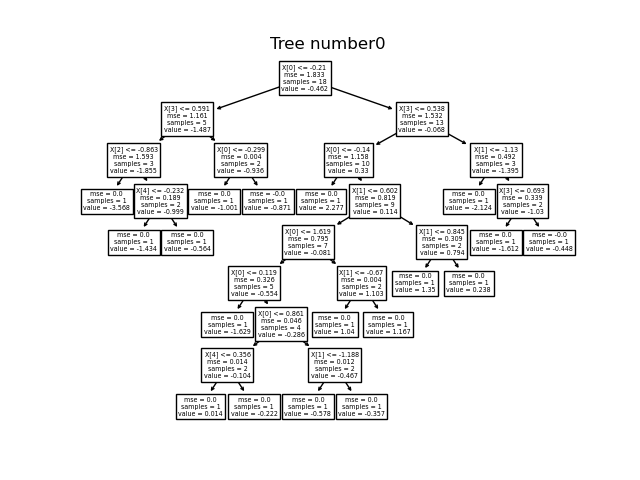 Tree number0
X[0] <= -0.21
mse = 1.833
samples = 18
value = -0.462
X[3] <= 0.591
mse = 1.161
samples = 5
value = -1.487
X[3] <= 0.538
mse = 1.532
samples = 13
value = -0.068
X[2] <= -0.863
mse = 1.593
samples = 3
value = -1.855
X[0] <= -0.299
mse = 0.004
samples = 2
value = -0.936
X[0] <= -0.14
mse = 1.158
samples = 10
value = 0.33
X[1] <= -1.13
mse = 0.492
samples = 3
value = -1.395
mse = 0.0
samples = 1
value = -3.568
X[4] <= -0.232
mse = 0.189
samples = 2
value = -0.999
mse = 0.0
samples = 1
value = -1.001
mse = -0.0
samples = 1
value = -0.871
mse = 0.0
samples = 1
value = 2.277
X[1] <= 0.602
mse = 0.819
samples = 9
value = 0.114
mse = 0.0
samples = 1
value = -2.124
X[3] <= 0.693
mse = 0.339
samples = 2
value = -1.03
mse = 0.0
samples = 1
value = -1.434
mse = 0.0
samples = 1
value = -0.564
X[0] <= 1.619
mse = 0.795
samples = 7
value = -0.081
X[1] <= 0.845
mse = 0.309
samples = 2
value = 0.794
mse = 0.0
samples = 1
value = -1.612
mse = -0.0
samples = 1
value = -0.448
X[0] <= 0.119
mse = 0.326
samples = 5
value = -0.554
X[1] <= -0.67
mse = 0.004
samples = 2
value = 1.103
mse = 0.0
samples = 1
value = 1.35
mse = 0.0
samples = 1
value = 0.238
mse = 0.0
samples = 1
value = -1.629
X[0] <= 0.861
mse = 0.046
samples = 4
value = -0.286
mse = 0.0
samples = 1
value = 1.04
mse = 0.0
samples = 1
value = 1.167
X[4] <= 0.356
mse = 0.014
samples = 2
value = -0.104
X[1] <= -1.188
mse = 0.012
samples = 2
value = -0.467
mse = 0.0
samples = 1
value = 0.014
mse = 0.0
samples = 1
value = -0.222
mse = 0.0
samples = 1
value = -0.578
mse = 0.0
samples = 1
value = -0.357